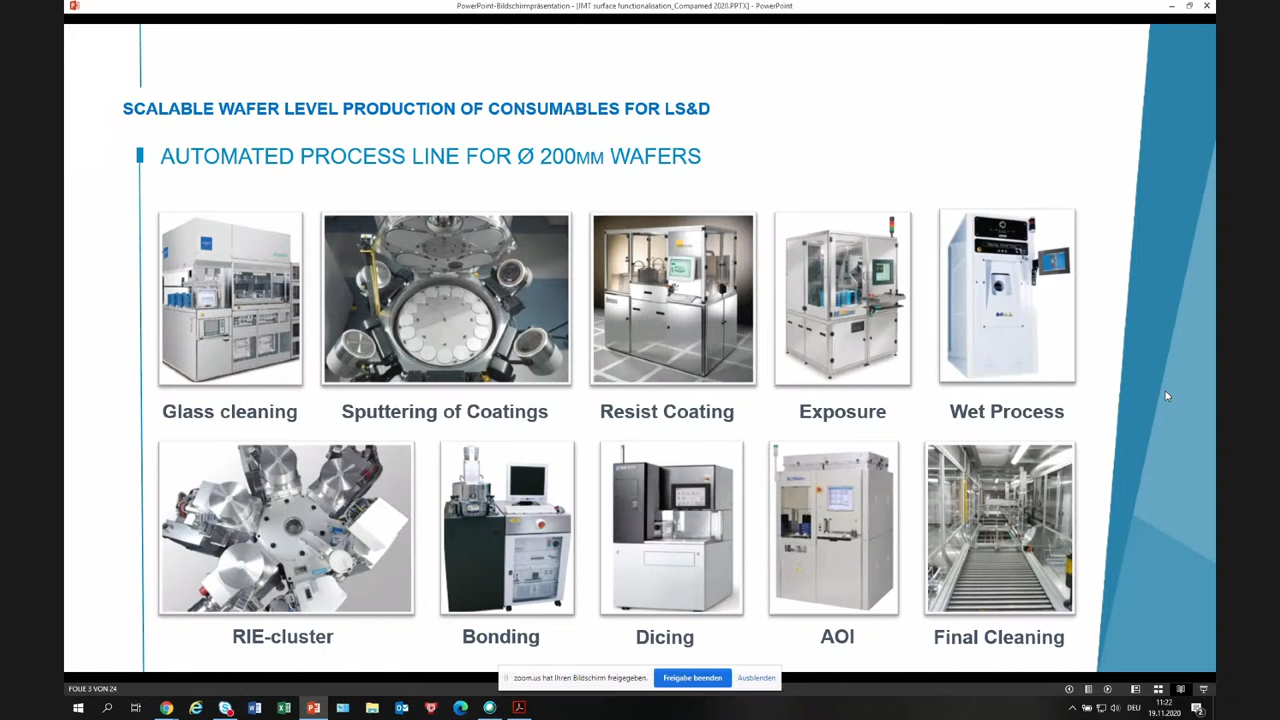 PowerPoint-Bildschirmpräsentation - [IMT surface functionalisation_Compamed 2020.PPTX] - PowerPoint
SCALABLE WAFER LEVEL PRODUCTION OF CONSUMABLES FOR LS&D
AUTOMATED PROCESS LINE FOR Ø 200MM WAFERS
Glass cleaning
Sputtering of Coatings
Resist Coating
Exposure
Wet Process
RIE-cluster
Bonding
Dicing
AOI
Final Cleaning
zoom.us hat Ihren Bildschirm freigegeben.
Freigabe beenden
Ausblenden
FOLIE 3 VON 24
DEU
11:22
19.11.2020